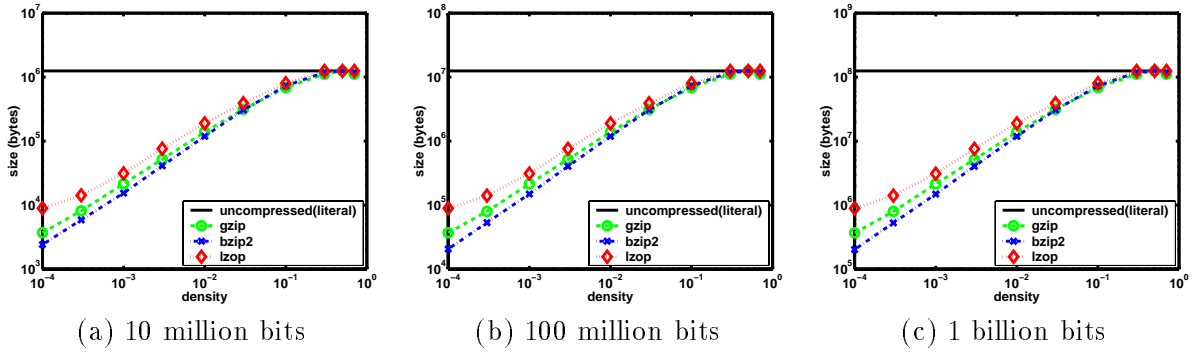 10^7
10^6
10^5
10^4
10^3
size (bytes)
uncompressed(literal)
gzip
bzip2
lzop
10^−4 10^−3 10^−2 10^−1 10^0
density
(a) 10 million bits
10^8
10^7
10^6
10^5
10^4
size (bytes)
uncompressed(literal)
gzip
bzip2
lzop
10^−4 10^−3 10^−2 10^−1 10^0
density
(b) 100 million bits
10^9
10^8
10^7
10^6
10^5
size (bytes)
uncompressed(literal)
gzip
bzip2
lzop
10^−4 10^−3 10^−2 10^−1 10^0
density
(c) 1 billion bits